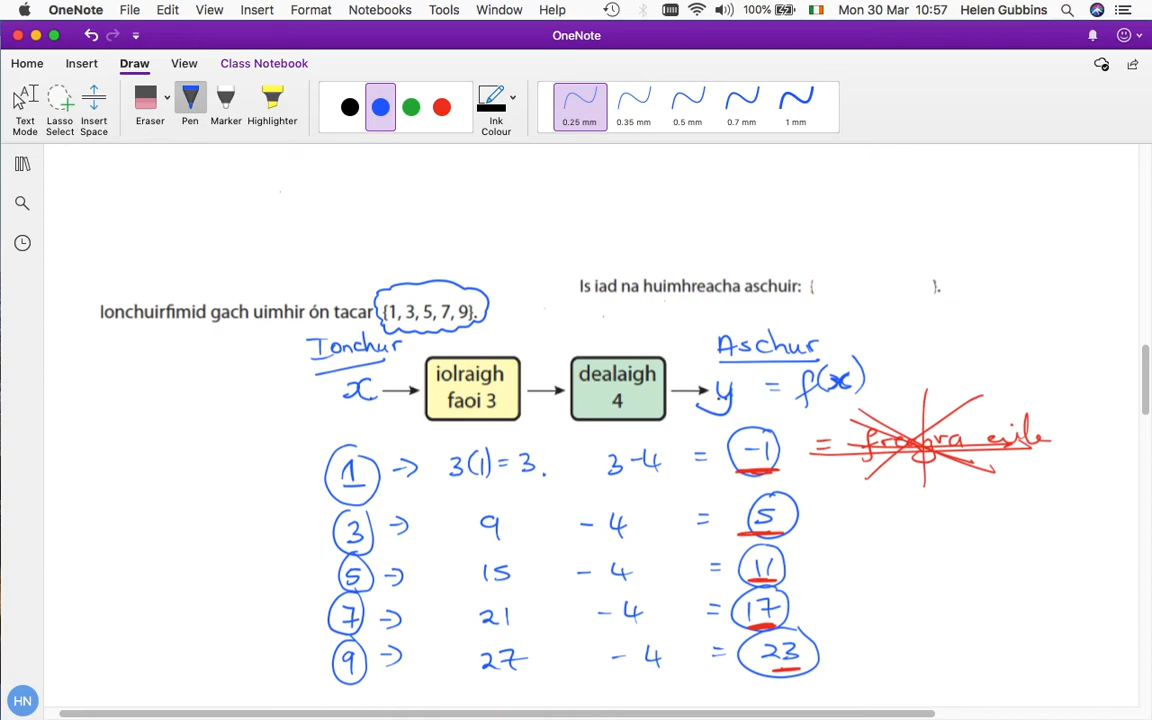 OneNote File Edit View Insert Format Notebooks Tools Window Help 100% Mon 30 Mar 10:57 Helen Gubbins
OneNote
Home Insert Draw View Class Notebook
Text Mode Lasso Select Insert Space Eraser Pen Marker Highlighter Ink Colour 0.25 mm 0.35 mm 0.5 mm 0.7 mm 1 mm
Is iad na huimhreacha aschuir: { }.
Ionchuirfimid gach uimhir ón tacar {1, 3, 5, 7, 9}.
Ionchur Aschur
x → iolraigh faoi 3 → dealaigh 4 → y = f(x)
= freagra eile
1 → 3(1) = 3. 3-4 = -1
3 → 9 - 4 = 5
5 → 15 - 4 = 11
7 → 21 - 4 = 17
9 → 27 - 4 = 23
HN